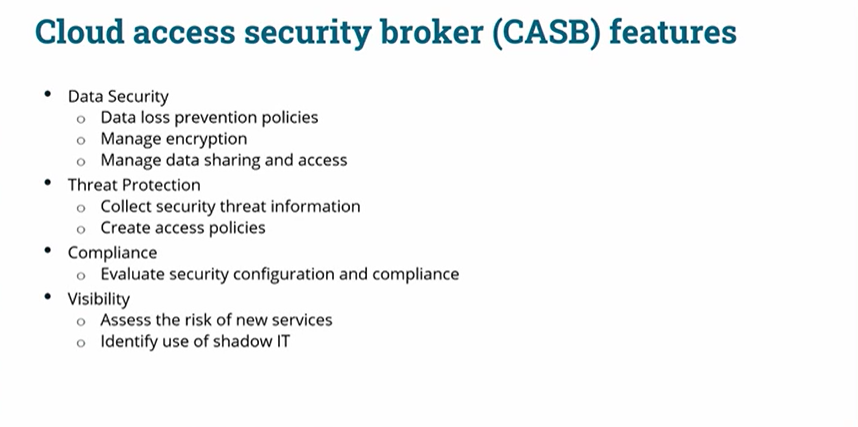 Cloud access security broker (CASB) features
• Data Security
o Data loss prevention policies
o Manage encryption
o Manage data sharing and access
• Threat Protection
o Collect security threat information
o Create access policies
• Compliance
o Evaluate security configuration and compliance
• Visibility
o Assess the risk of new services
o Identify use of shadow IT